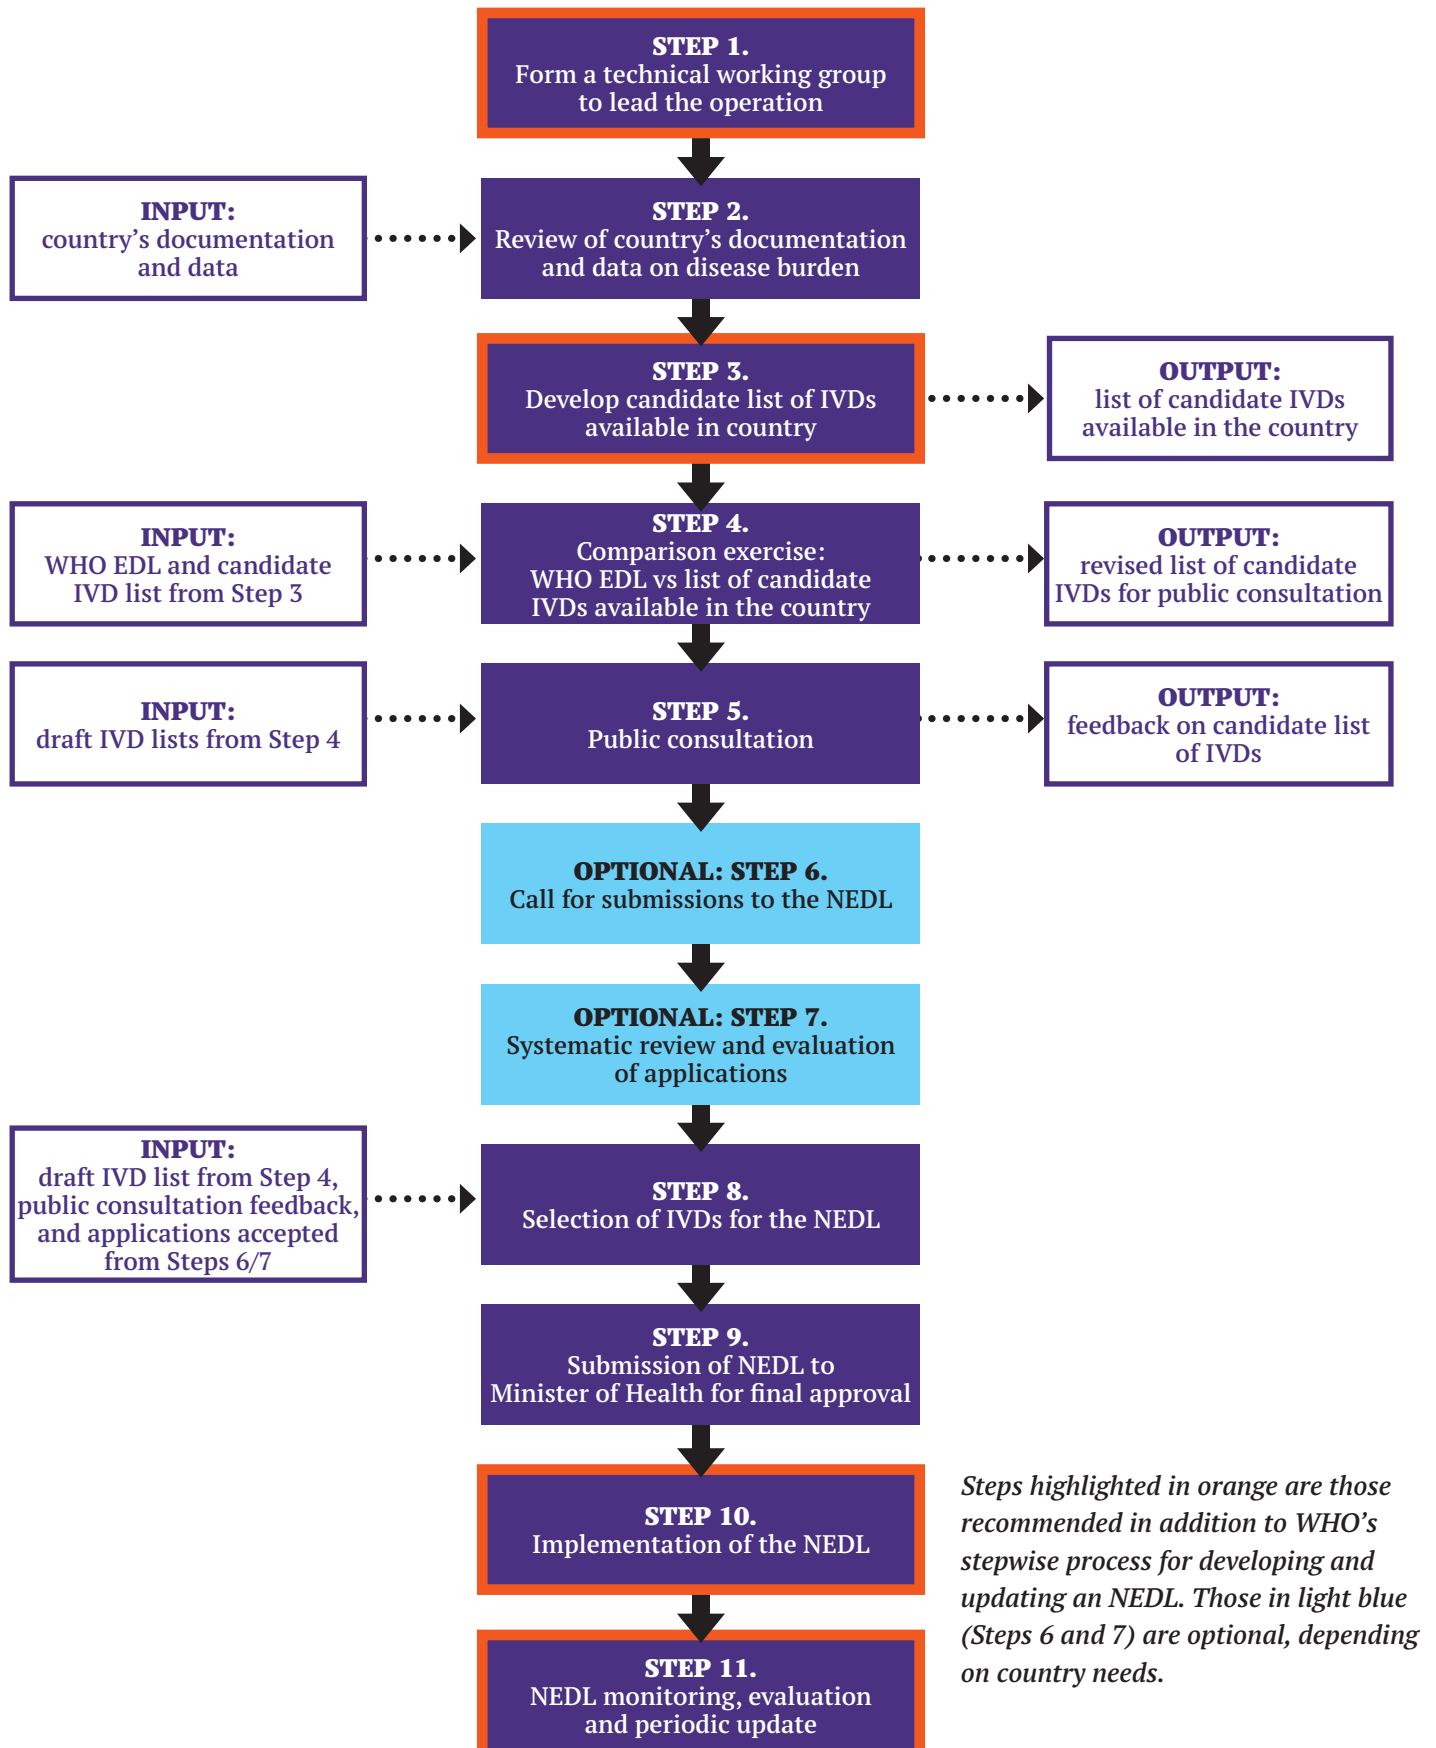 STEP 1.
Form a technical working group
to lead the operation
INPUT:
country’s documentation
and data
STEP 2.
Review of country’s documentation
and data on disease burden
STEP 3.
Develop candidate list of IVDs
available in country
OUTPUT:
list of candidate IVDs
available in the country
INPUT:
WHO EDL and candidate
IVD list from Step 3
STEP 4.
Comparison exercise:
WHO EDL vs list of candidate
IVDs available in the country
OUTPUT:
revised list of candidate
IVDs for public consultation
INPUT:
draft IVD lists from Step 4
STEP 5.
Public consultation
OUTPUT:
feedback on candidate list
of IVDs
OPTIONAL: STEP 6.
Call for submissions to the NEDL
OPTIONAL: STEP 7.
Systematic review and evaluation
of applications
INPUT:
draft IVD list from Step 4,
public consultation feedback,
and applications accepted
from Steps 6/7
STEP 8.
Selection of IVDs for the NEDL
STEP 9.
Submission of NEDL to
Minister of Health for final approval
STEP 10.
Implementation of the NEDL
STEP 11.
NEDL monitoring, evaluation
and periodic update
Steps highlighted in orange are those
recommended in addition to WHO’s
stepwise process for developing and
updating an NEDL. Those in light blue
(Steps 6 and 7) are optional, depending
on country needs.